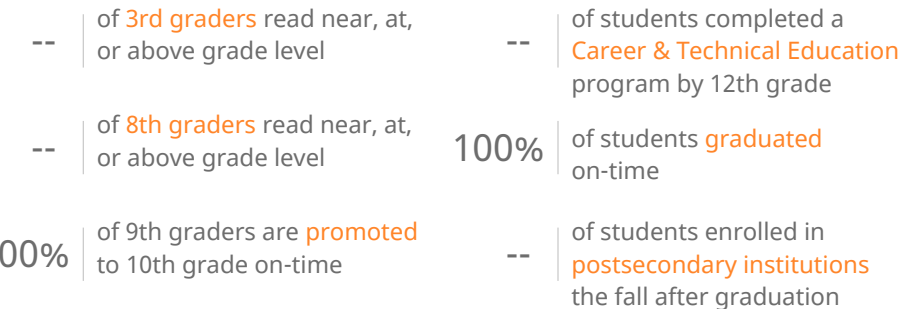 --
of 3rd graders read near, at,
or above grade level
--
of 8th graders read near, at,
or above grade level
00%
of 9th graders are promoted
to 10th grade on-time
--
of students completed a
Career & Technical Education
program by 12th grade
100%
of students graduated
on-time
--
of students enrolled in
postsecondary institutions
the fall after graduation